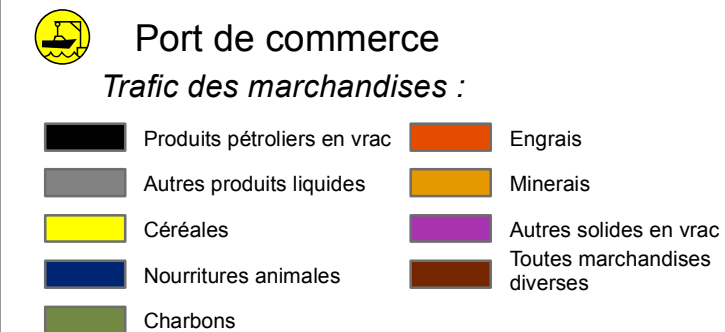 Port de commerce
Trafic des marchandises :
Produits pétroliers en vrac
Autres produits liquides
Céréales
Nourritures animales
Charbons
Engrais
Minerais
Autres solides en vrac
Toutes marchandises
diverses